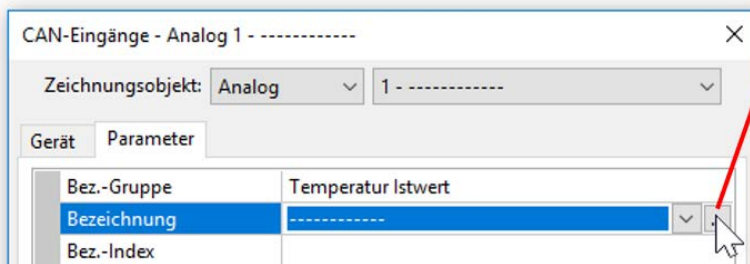 CAN-Eingänge - Analog 1 - ------------
Zeichnungsobjekt: Analog 1 - ------------
Gerät Parameter
Bez.-Gruppe Temperatur Istwert
Bezeichnung ------------
Bez.-Index